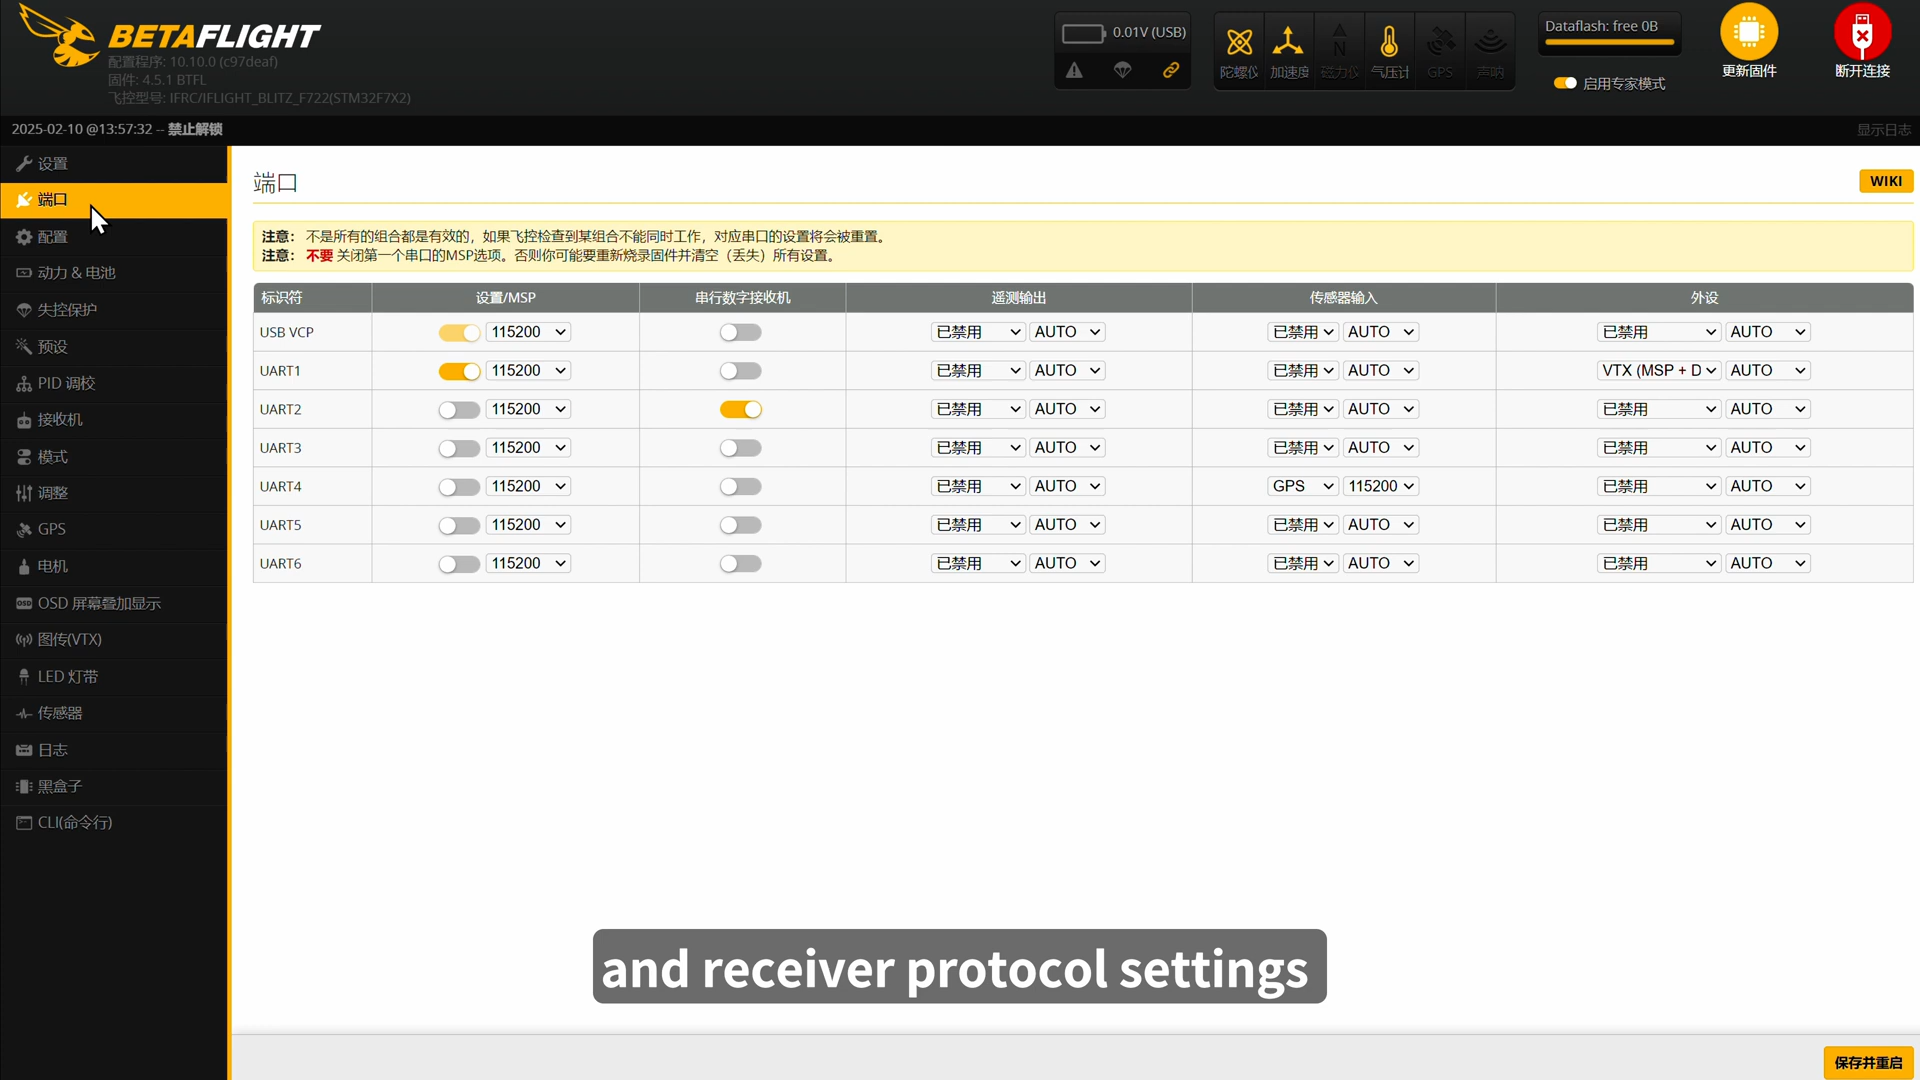 BETAFLIGHT
配置程序: 10.10.0 (c97deaf)
固件: 4.5.1 BTFL
飞控型号: IFRC/IFLIGHT_BLITZ_F722(STM32F7X2)
0.01V (USB)
陀螺仪 加速度 磁力仪 气压计 GPS 声呐
Dataflash: free 0B
启用专家模式
更新固件
断开连接
2025-02-10 @13:57:32 -- 禁止解锁
显示日志
设置
端口
配置
动力 & 电池
失控保护
预设
PID 调校
接收机
模式
调整
GPS
电机
OSD 屏幕叠加显示
图传(VTX)
LED 灯带
传感器
日志
黑盒子
CLI(命令行)
端口
WIKI
注意: 不是所有的组合都是有效的，如果飞控检查到某组合不能同时工作，对应串口的设置将会被重置。
注意: 不要 关闭第一个串口的MSP选项。否则你可能要重新烧录固件并清空（丢失）所有设置。
标识符 设置/MSP 串行数字接收机 遥测输出 传感器输入 外设
USB VCP 115200 已禁用 AUTO 已禁用 AUTO 已禁用 AUTO
UART1 115200 已禁用 AUTO 已禁用 AUTO VTX (MSP + D AUTO
UART2 115200 已禁用 AUTO 已禁用 AUTO 已禁用 AUTO
UART3 115200 已禁用 AUTO 已禁用 AUTO 已禁用 AUTO
UART4 115200 已禁用 AUTO GPS 115200 已禁用 AUTO
UART5 115200 已禁用 AUTO 已禁用 AUTO 已禁用 AUTO
UART6 115200 已禁用 AUTO 已禁用 AUTO 已禁用 AUTO
and receiver protocol settings
保存并重启